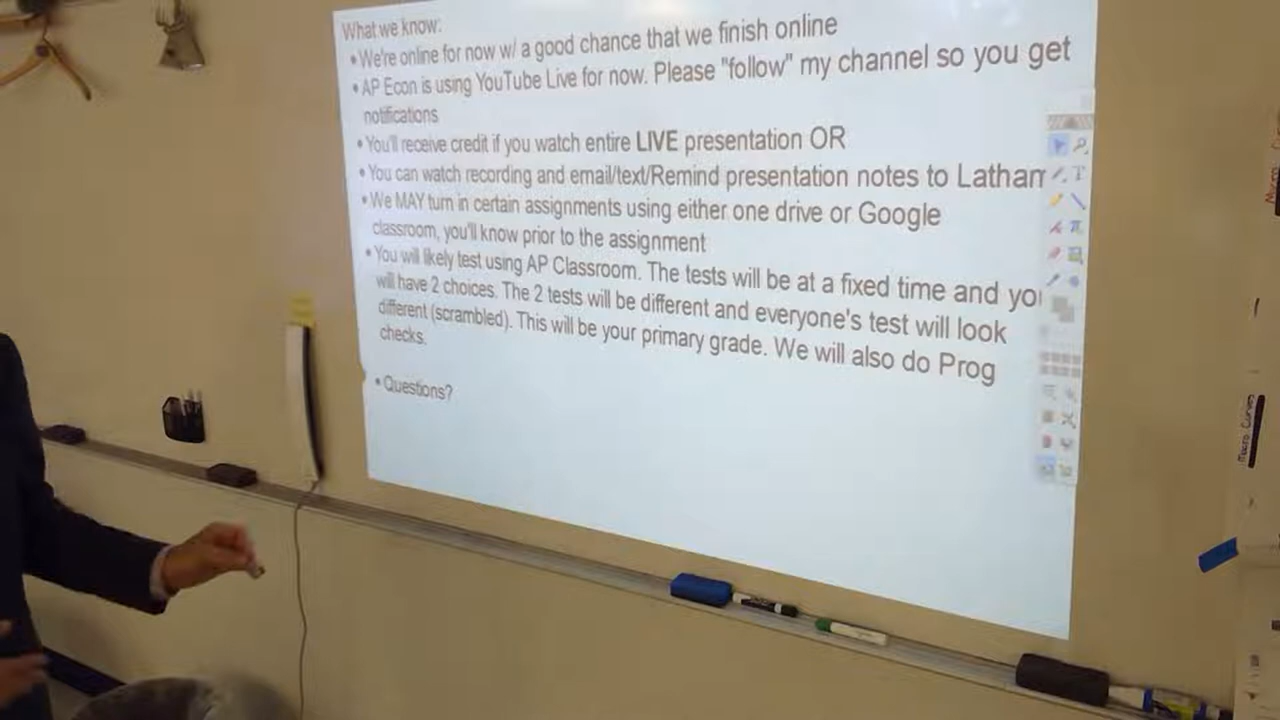 What we know:
• We're online for now w/ a good chance that we finish online
• AP Econ is using YouTube Live for now. Please "follow" my channel so you get
notifications
• You'll receive credit if you watch entire LIVE presentation OR
• You can watch recording and email/text/Remind presentation notes to Latham
• We MAY turn in certain assignments using either one drive or Google
classroom, you'll know prior to the assignment
• You will likely test using AP Classroom. The tests will be at a fixed time and you
will have 2 choices. The 2 tests will be different and everyone's test will look
different (scrambled). This will be your primary grade. We will also do Prog
checks.
• Questions?